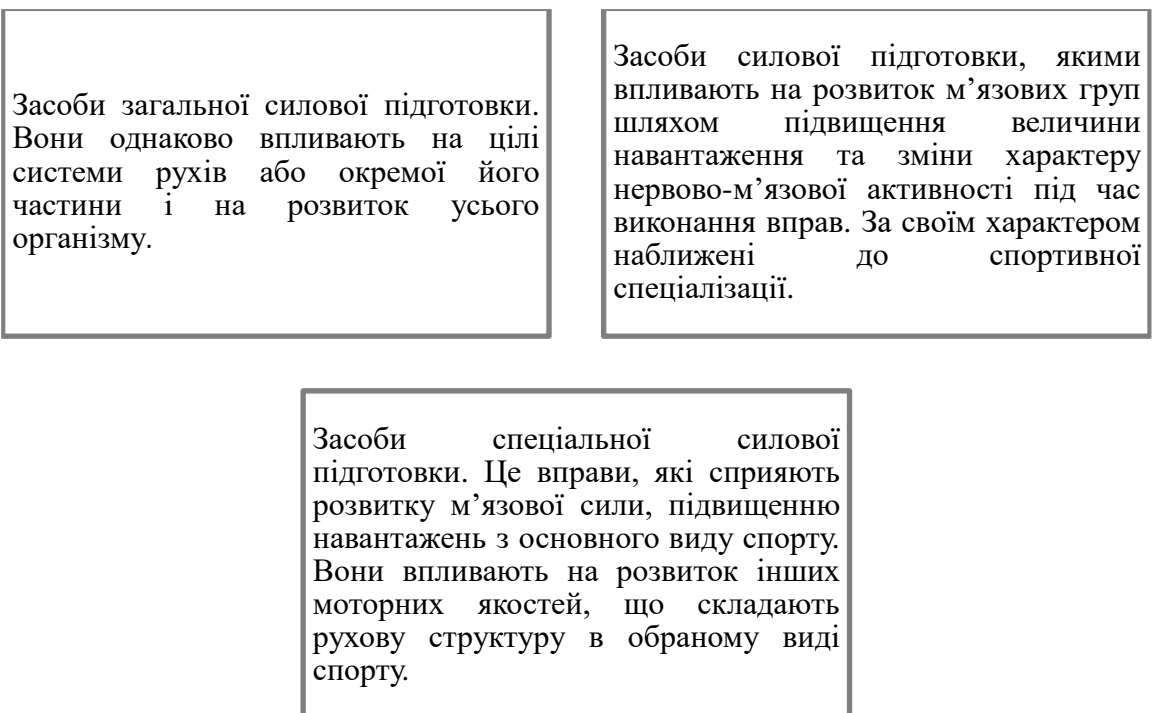 Засоби загальної силової підготовки.
Вони однаково впливають на цілі
системи рухів або окремої його
частини і на розвиток усього
організму.
Засоби силової підготовки, якими
впливають на розвиток м’язових груп
шляхом підвищення величини
навантаження та зміни характеру
нервово-м’язової активності під час
виконання вправ. За своїм характером
наближені до спортивної
спеціалізації.
Засоби спеціальної силової
підготовки. Це вправи, які сприяють
розвитку м’язової сили, підвищенню
навантажень з основного виду спорту.
Вони впливають на розвиток інших
моторних якостей, що складають
рухову структуру в обраному виді
спорту.